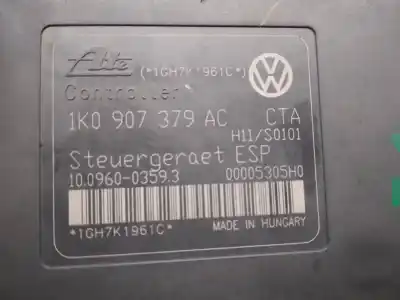 Ate (*1GH7K1961C*)
Controller
1K0 907 379 AC CTA
H11/S0101
Steuergeraet ESP
10.0960-0359.3 00005305H0
*1GH7K1961C* MADE IN HUNGARY